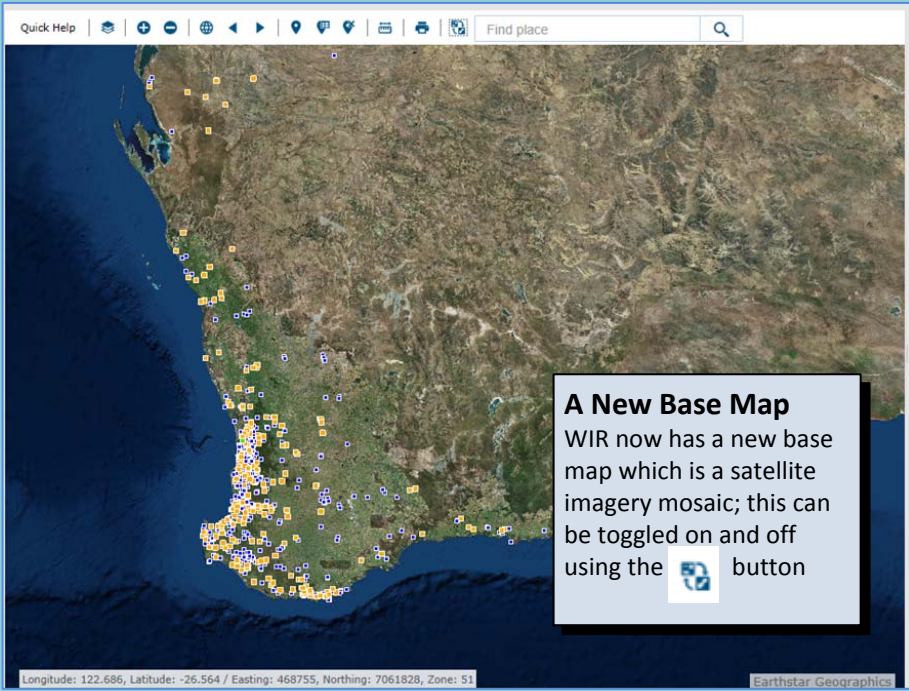 Quick Help
Find place
A New Base Map
WIR now has a new base
map which is a satellite
imagery mosaic; this can
be toggled on and off
using the button
Longitude: 122.686, Latitude: -26.564 / Easting: 468755, Northing: 7061828, Zone: 51
Earthstar Geographics